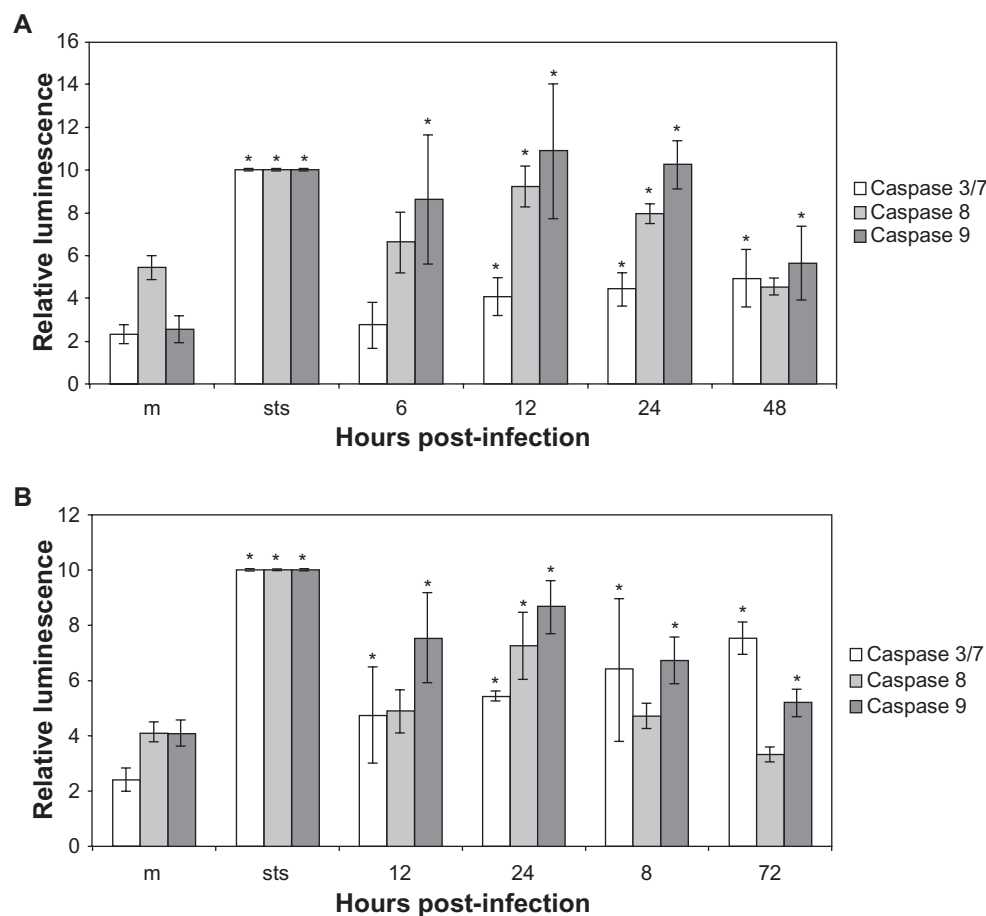 A
16
14
12
10
8
6
4
2
0
Relative luminescence
* * *
*
* * *
* * *
* *
m sts 6 12 24 48
Hours post-infection
Caspase 3/7
Caspase 8
Caspase 9
B
12
10
8
6
4
2
0
Relative luminescence
* * *
* *
* * *
* *
* *
m sts 12 24 8 72
Hours post-infection
Caspase 3/7
Caspase 8
Caspase 9